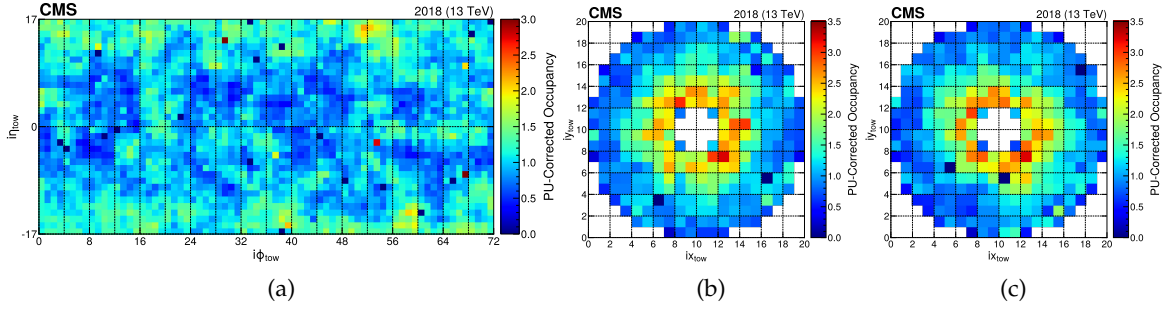 CMS 2018 (13 TeV)
17
0
-17
iηtow
0 8 16 24 32 40 48 56 64 72
iϕtow
3.0
2.5
2.0
1.5
1.0
0.5
0.0
PU-Corrected Occupancy
(a)
CMS 2018 (13 TeV)
20
18
16
14
12
10
8
6
4
2
0
iytow
0 2 4 6 8 10 12 14 16 18 20
ixtow
3.5
3.0
2.5
2.0
1.5
1.0
0.5
0.0
PU-Corrected Occupancy
(b)
CMS 2018 (13 TeV)
20
18
16
14
12
10
8
6
4
2
0
iytow
0 2 4 6 8 10 12 14 16 18 20
ixtow
3.5
3.0
2.5
2.0
1.5
1.0
0.5
0.0
PU-Corrected Occupancy
(c)